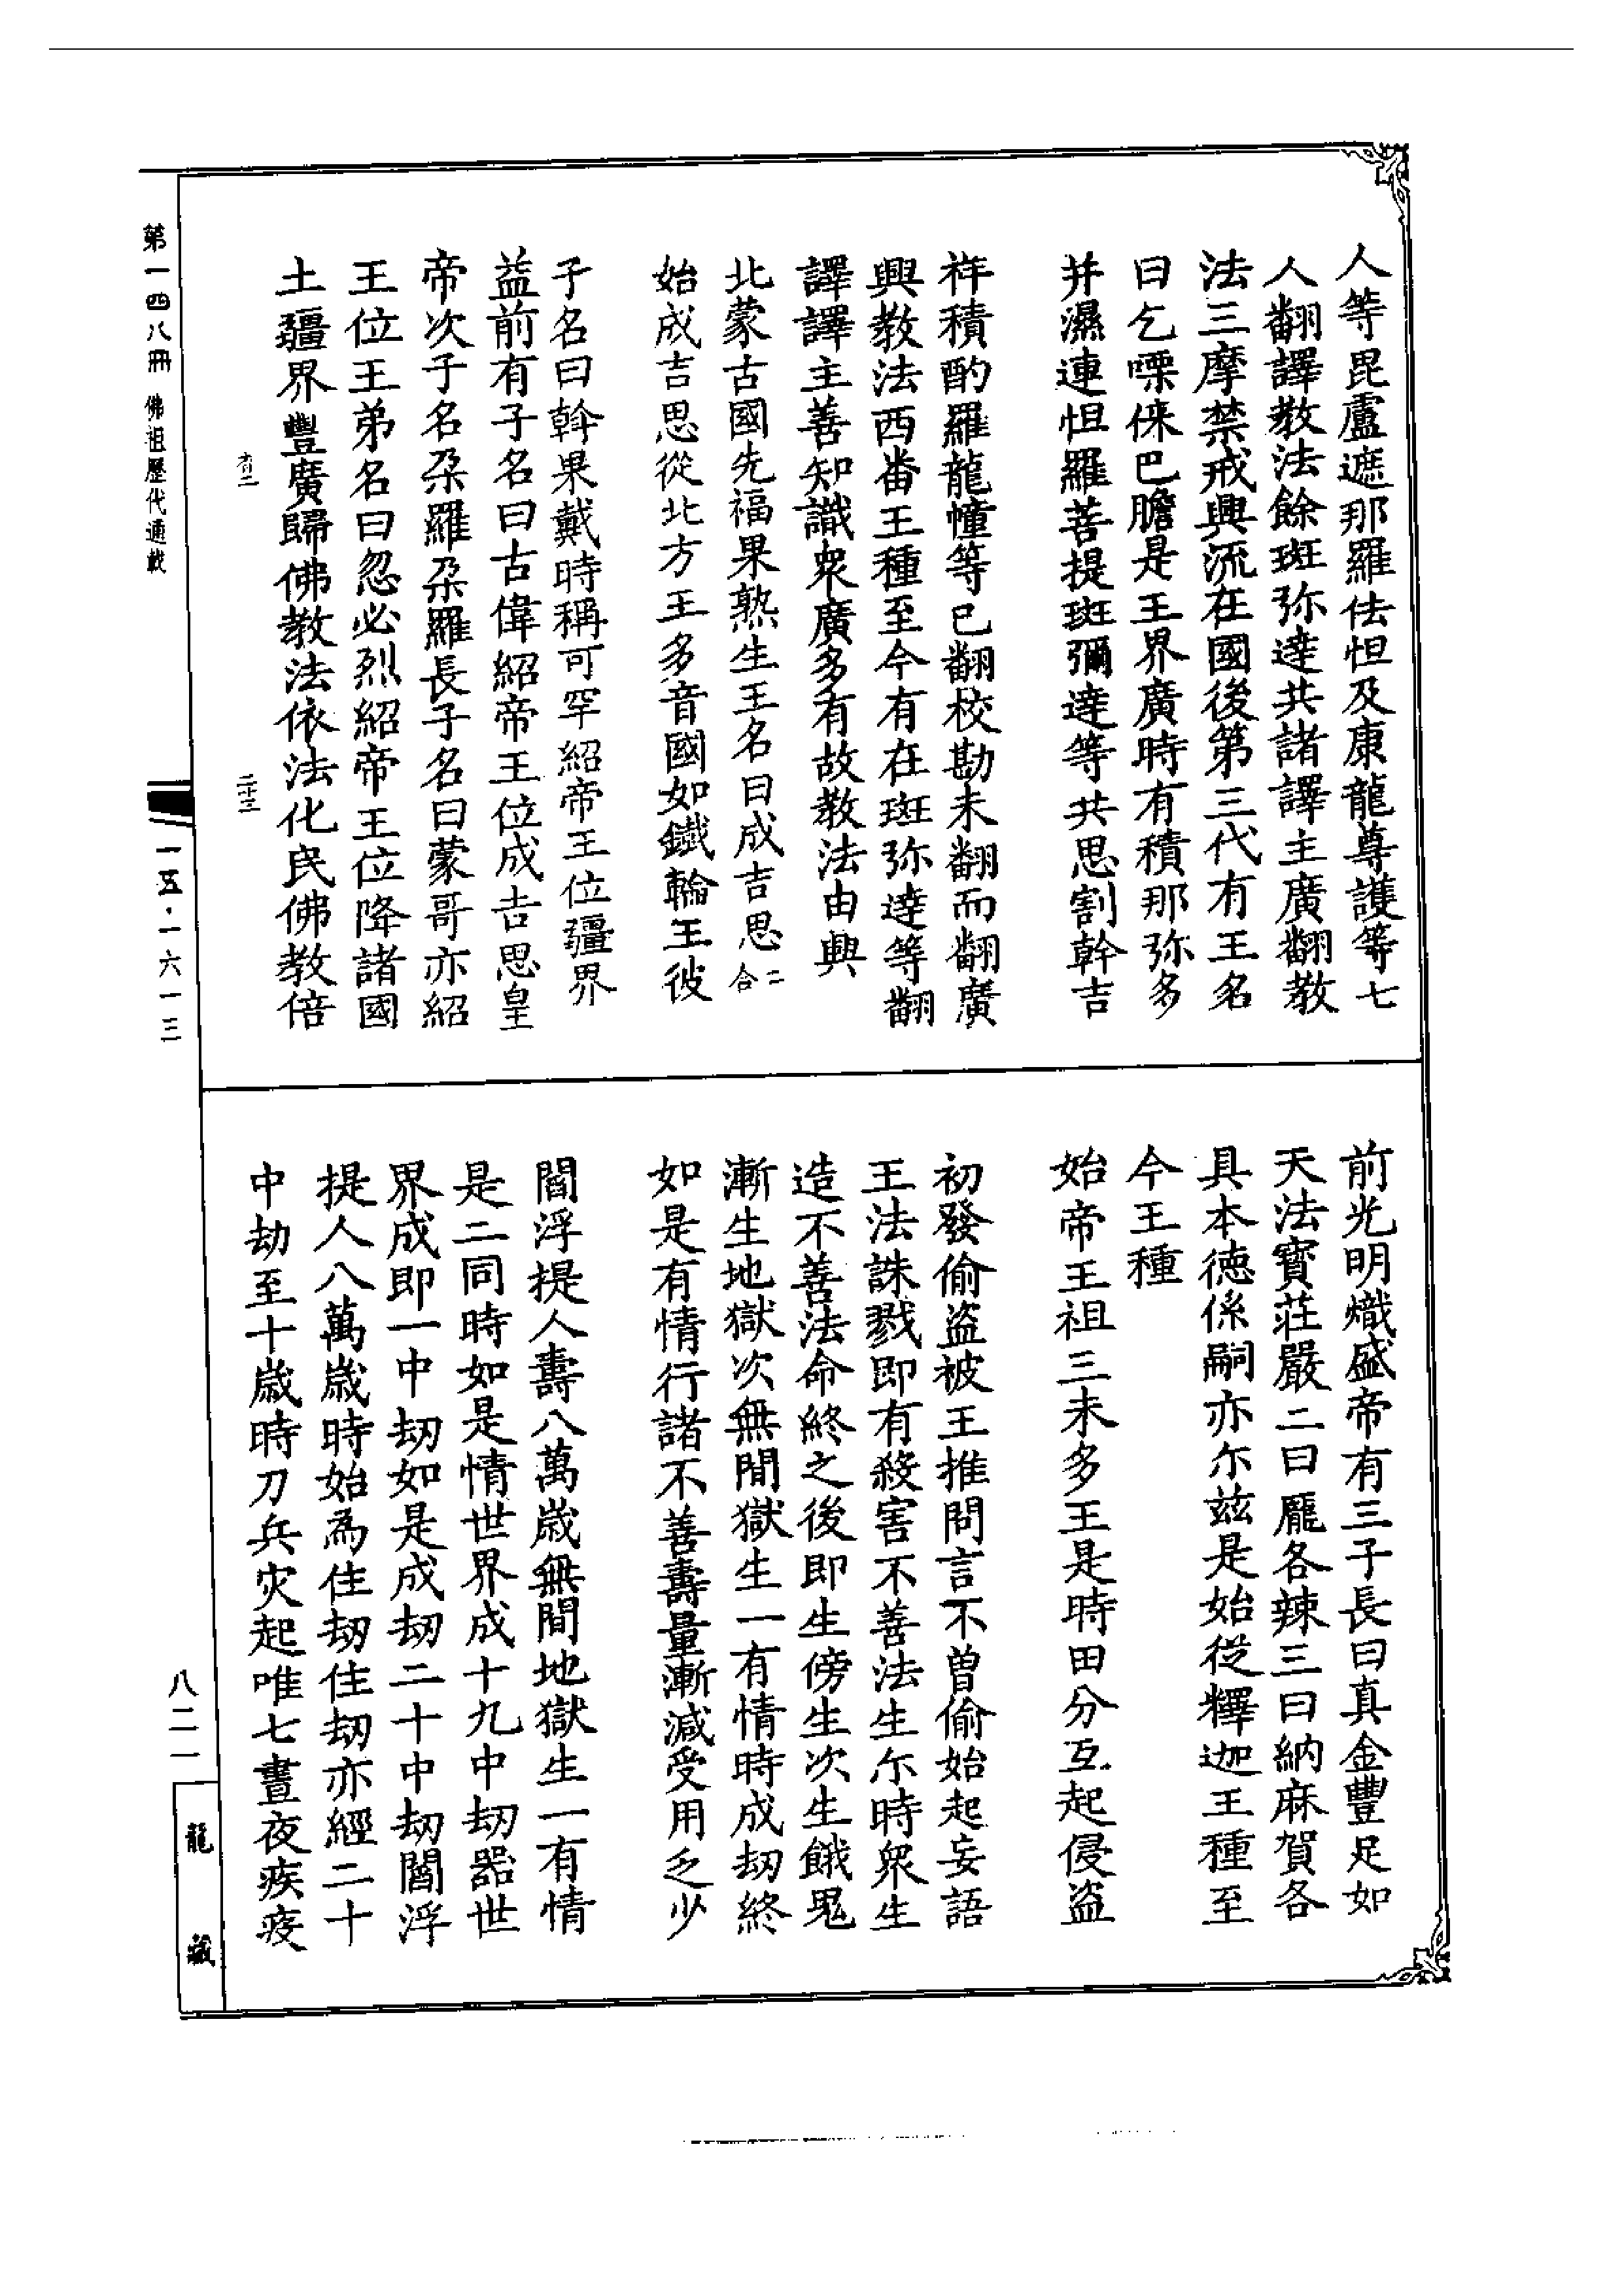 人等毘盧遮那羅佉怛及康龍尊護等七
人翻譯教法餘斑弥達共諸譯主廣翻教
法三摩禁戒興流在國後第三代有王名
曰乞㗚倈巴膽是王界廣時有積那弥多
并濕連怛羅菩提斑彌達等共思割幹吉
祥積酌羅龍幢等已翻校勘未翻而翻廣
興教法西畨王種至今有在斑弥達等翻
譯譯主善知識眾廣多有故教法由興
北蒙古國先福果熟生王名曰成吉思二合
始成吉思從北方王多音國如鐵輪王彼
子名曰斡果戴時稱可罕紹帝王位疆界
益前有子名曰古偉紹帝王位成吉思皇
帝次子名朶羅朶羅長子名曰蒙哥亦紹
王位王弟名曰忽必烈紹帝王位降諸國
土疆界豐廣歸佛教法依法化民佛教倍
二十三
前光明熾盛帝有三子長曰真金豐足如
天法寶莊嚴二曰厖各辣三曰納麻賀各
具本德係嗣亦尓茲是始從釋迦王種至
今王種
始帝王祖三末多王是時田分互起侵盜
初發偷盜被王推問言不曾偷始起妄語
王法誅戮即有殺害不善法生尓時眾生
造不善法命終之後即生傍生次生餓鬼
漸生地獄次無間獄生一有情時成劫終
如是有情行諸不善壽量漸減受用乏少
閻浮提人壽八萬歲無間地獄生一有情
是二同時如是情世界成十九中劫器世
界成即一中劫如是成劫二十中劫閻浮
提人八萬歲時始為住劫住劫亦經二十
中劫至十歲時刀兵灾起唯七晝夜疾疫
第一四八冊 佛祖歷代通載
一五·一六一三
八二一
龍藏